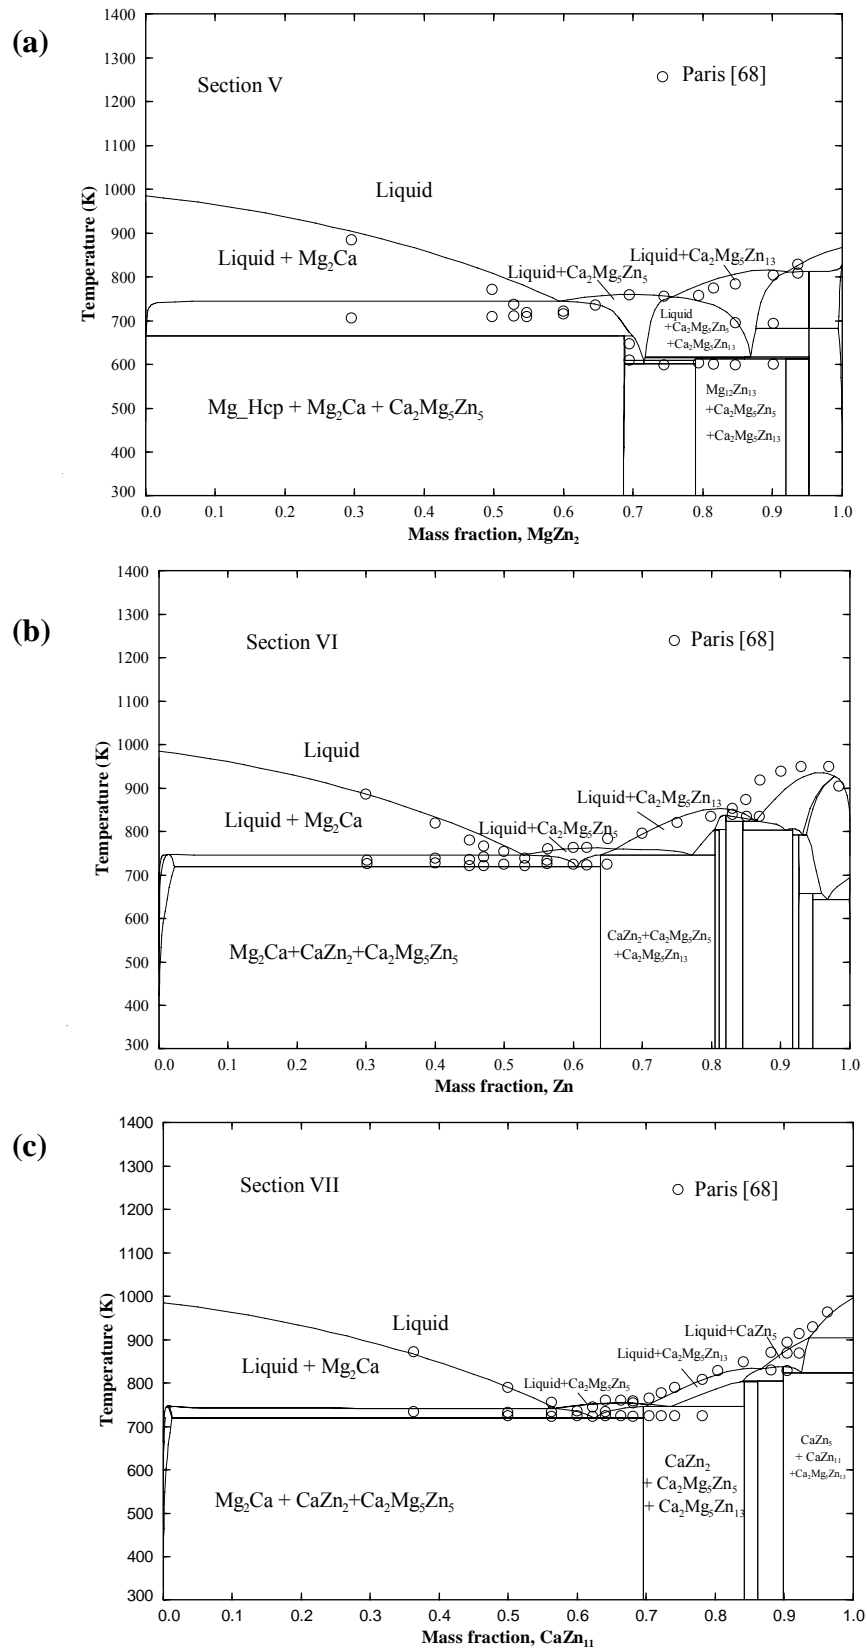 (a)
1400
1300
1200
1100
1000
900
800
700
600
500
400
300
Temperature (K)
Section V
Paris [68]
Liquid
Liquid + Mg₂Ca
Liquid+Ca₂Mg₅Zn₅
Liquid+Ca₂Mg₅Zn₁₃
Liquid
+Ca₂Mg₅Zn₅
+Ca₂Mg₅Zn₁₃
Mg_Hcp + Mg₂Ca + Ca₂Mg₅Zn₅
Mg₁₂Zn₁₃
+Ca₂Mg₅Zn₅
+Ca₂Mg₅Zn₁₃
0.0 0.1 0.2 0.3 0.4 0.5 0.6 0.7 0.8 0.9 1.0
Mass fraction, MgZn₂
(b)
1400
1300
1200
1100
1000
900
800
700
600
500
400
300
Temperature (K)
Section VI
Paris [68]
Liquid
Liquid + Mg₂Ca
Liquid+Ca₂Mg₅Zn₅
Liquid+Ca₂Mg₅Zn₁₃
Mg₂Ca+CaZn₂+Ca₂Mg₅Zn₅
CaZn₂+Ca₂Mg₅Zn₅
+Ca₂Mg₅Zn₁₃
0.0 0.1 0.2 0.3 0.4 0.5 0.6 0.7 0.8 0.9 1.0
Mass fraction, Zn
(c)
1400
1300
1200
1100
1000
900
800
700
600
500
400
300
Temperature (K)
Section VII
Paris [68]
Liquid
Liquid + Mg₂Ca
Liquid+Ca₂Mg₅Zn₅
Liquid+Ca₂Mg₅Zn₁₃
Liquid+CaZn₅
Mg₂Ca + CaZn₂+Ca₂Mg₅Zn₅
CaZn₂
+ Ca₂Mg₅Zn₅
+ Ca₂Mg₅Zn₁₃
CaZn₅
+ CaZn₁₁
+Ca₂Mg₅Zn₁₃
0.0 0.1 0.2 0.3 0.4 0.5 0.6 0.7 0.8 0.9 1.0
Mass fraction, CaZn₁₁